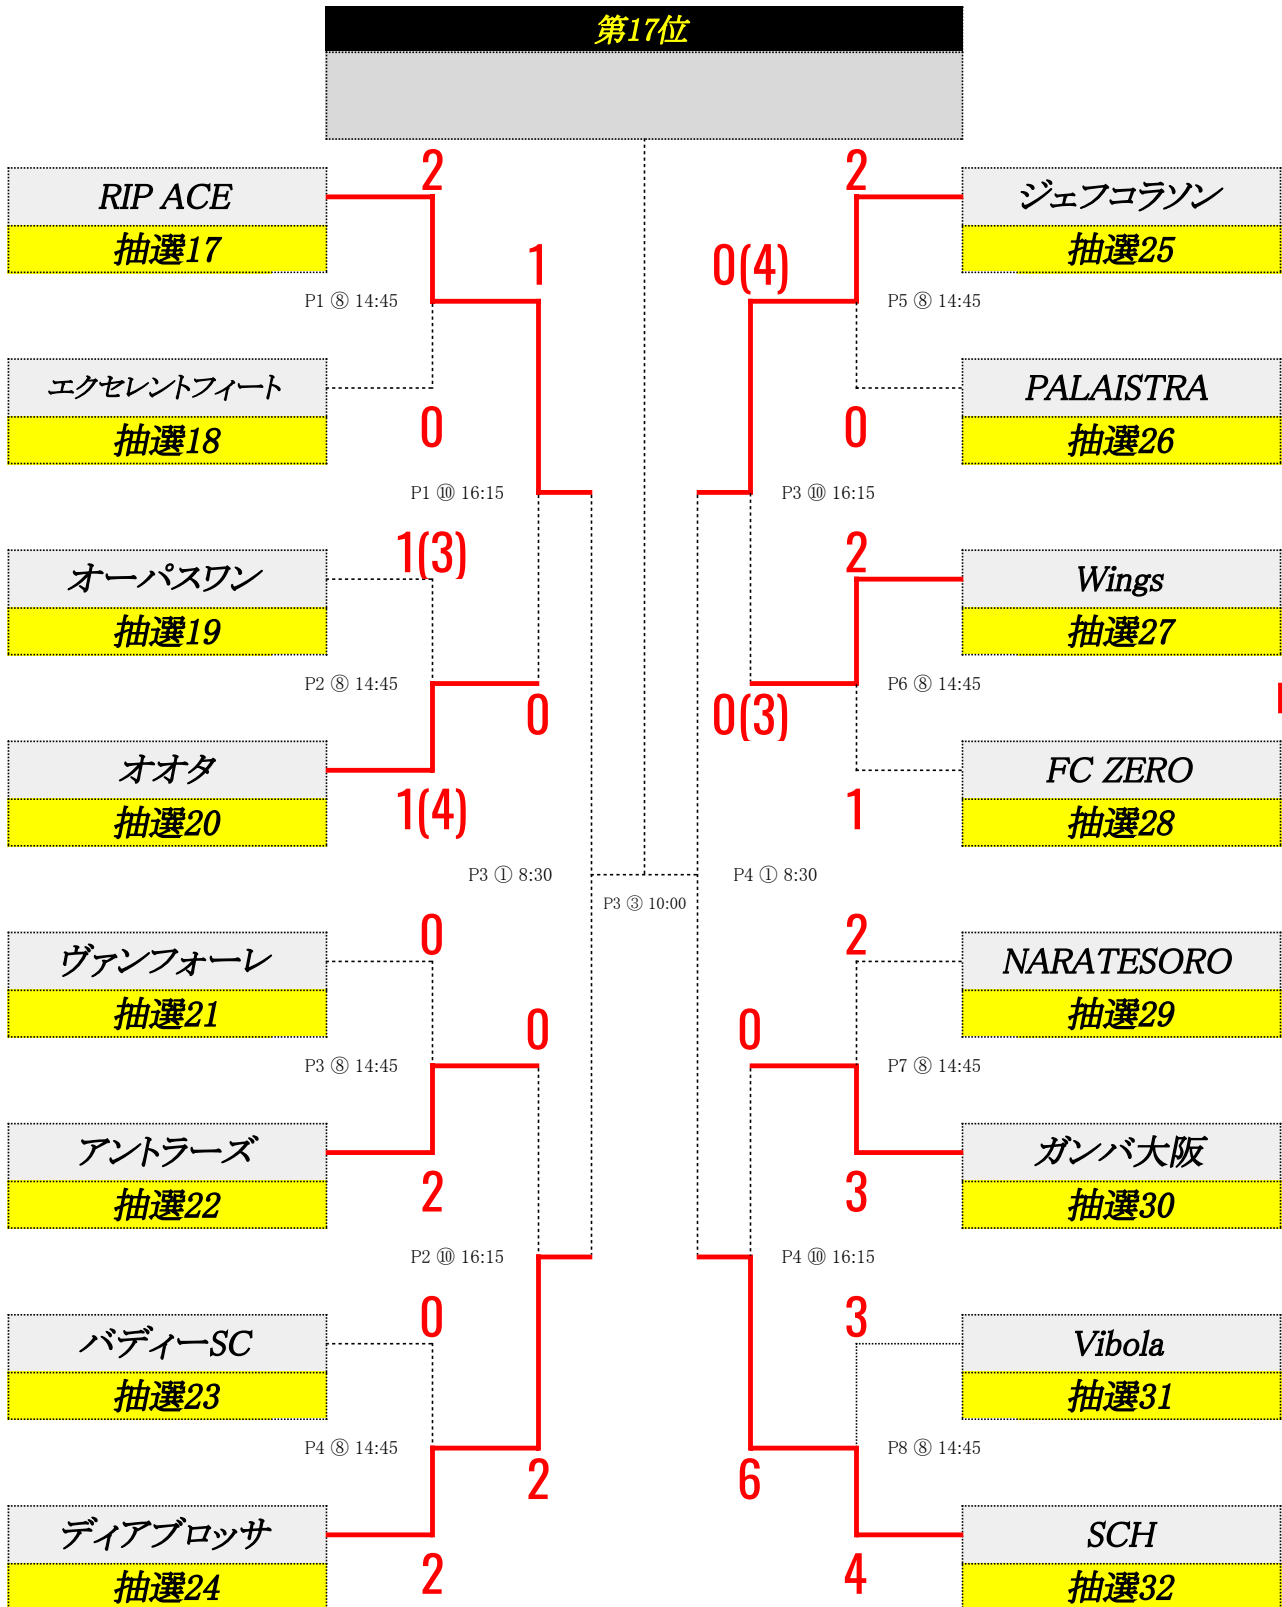 第17位
2
2
RIP ACE
ジェフコラソン
抽選17
抽選25
1
0(4)
P1 ⑧ 14:45
P5 ⑧ 14:45
エクセレントフィート
PALAISTRA
0
0
抽選18
抽選26
P1 ⑩ 16:15
P3 ⑩ 16:15
1(3)
2
オーパスワン
Wings
抽選19
抽選27
P2 ⑧ 14:45
P6 ⑧ 14:45
0
0(3)
オオタ
FC ZERO
1(4)
1
抽選20
抽選28
P3 ① 8:30
P4 ① 8:30
P3 ③ 10:00
0
2
ヴァンフォーレ
NARATESORO
抽選21
抽選29
0
0
P3 ⑧ 14:45
P7 ⑧ 14:45
アントラーズ
ガンバ大阪
2
3
抽選22
抽選30
P2 ⑩ 16:15
P4 ⑩ 16:15
0
3
バディーSC
Vibola
抽選23
抽選31
P4 ⑧ 14:45
P8 ⑧ 14:45
2
6
ディアブロッサ
SCH
2
4
抽選24
抽選32